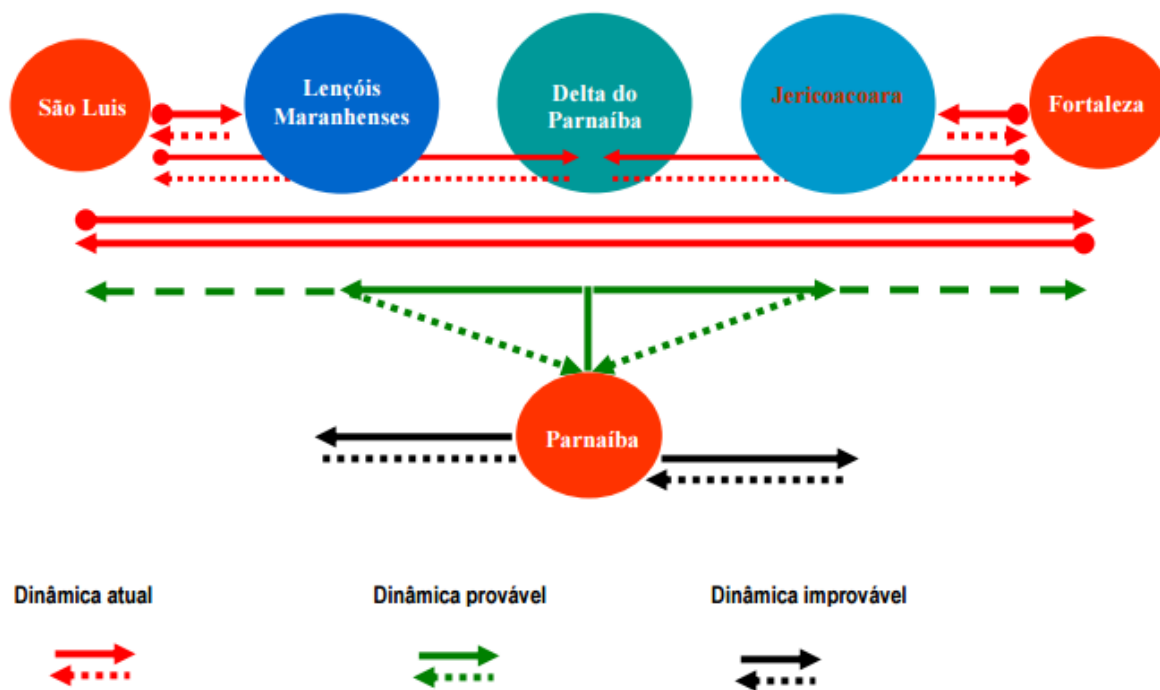 São Luis
Lençóis
Maranhenses
Delta do
Parnaíba
Jericoacoara
Fortaleza
Parnaíba
Dinâmica atual
Dinâmica provável
Dinâmica improvável